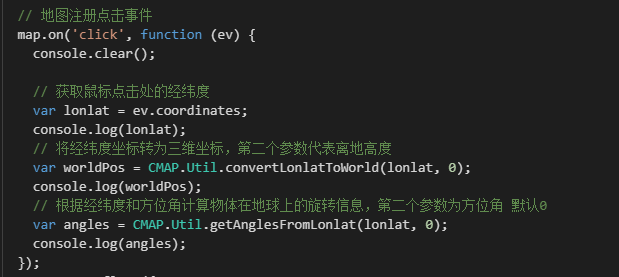 // 地图注册点击事件
map.on('click', function (ev) {
console.clear();
// 获取鼠标点击处的经纬度
var lonlat = ev.coordinates;
console.log(lonlat);
// 将经纬度坐标转为三维坐标，第二个参数代表离地高度
var worldPos = CMAP.Util.convertLonlatToWorld(lonlat, 0);
console.log(worldPos);
// 根据经纬度和方位角计算物体在地球上的旋转信息，第二个参数为方位角 默认0
var angles = CMAP.Util.getAnglesFromLonlat(lonlat, 0);
console.log(angles);
});